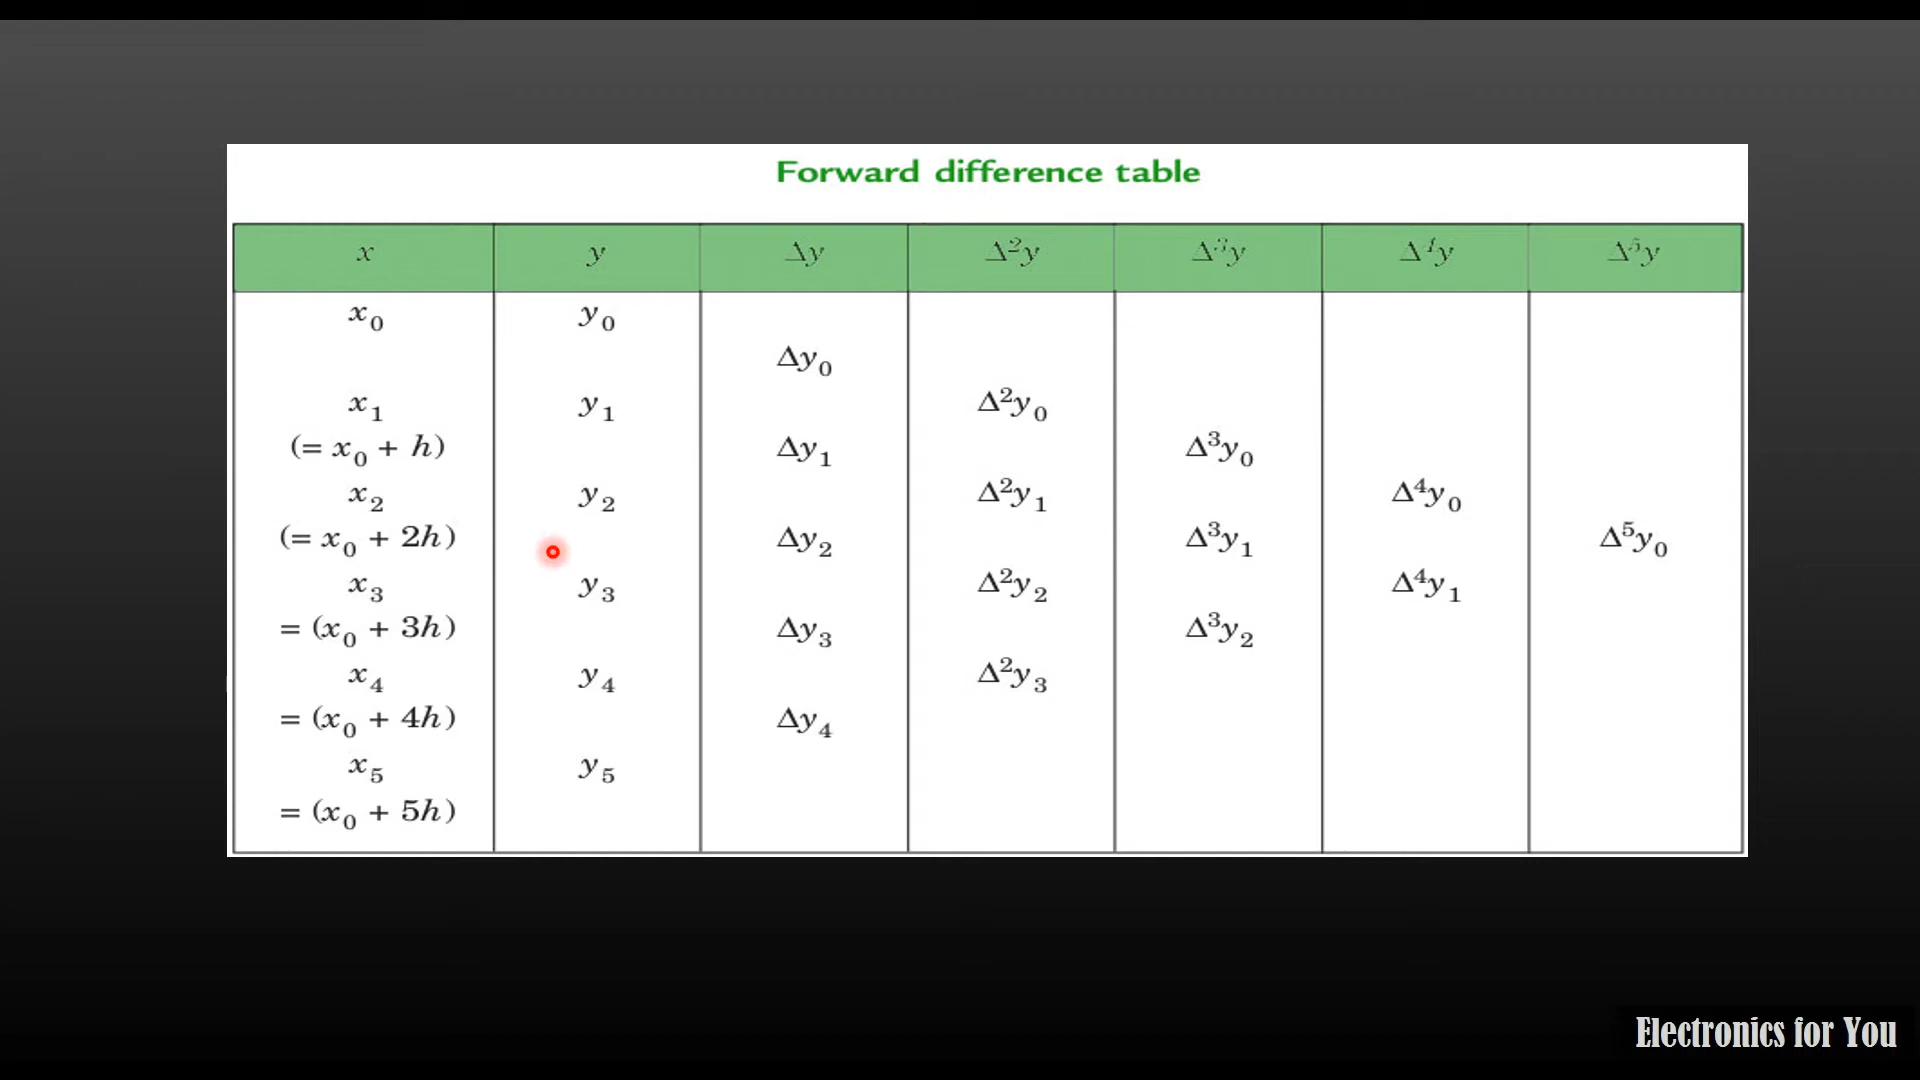 Forward difference table
x y Δy Δ²y Δ³y Δ⁴y Δ⁵y
x₀ y₀
Δy₀
x₁ y₁ Δ²y₀
(= x₀ + h) Δy₁ Δ³y₀
x₂ y₂ Δ²y₁ Δ⁴y₀
(= x₀ + 2h) Δy₂ Δ³y₁ Δ⁵y₀
x₃ y₃ Δ²y₂ Δ⁴y₁
= (x₀ + 3h) Δy₃ Δ³y₂
x₄ y₄ Δ²y₃
= (x₀ + 4h) Δy₄
x₅ y₅
= (x₀ + 5h)
Electronics for You